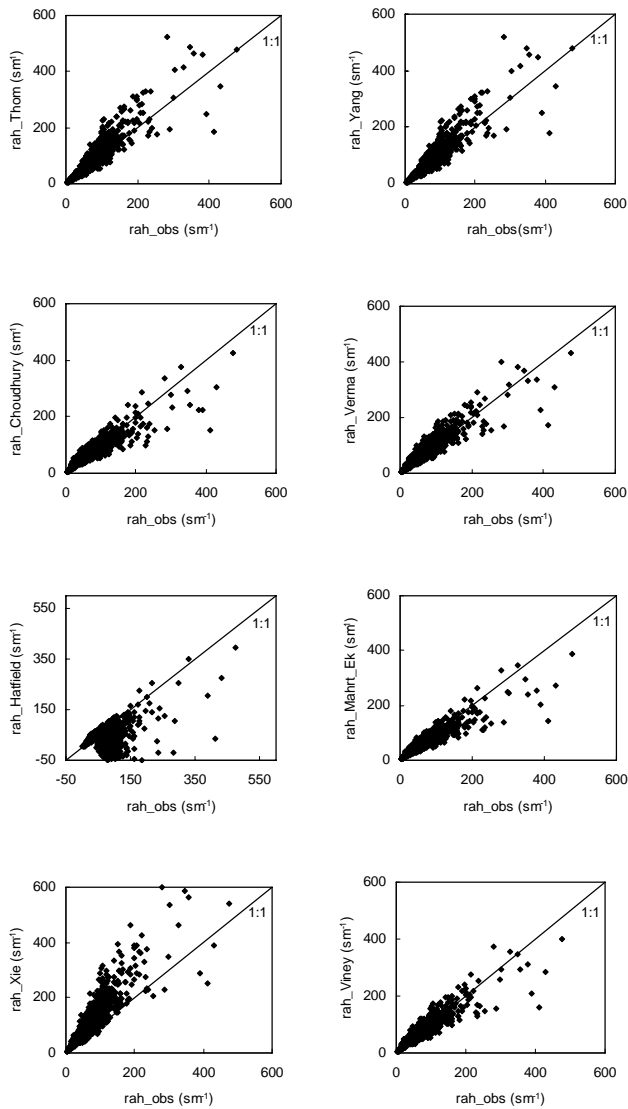 600
400
200
0
rah_Thom (sm-1)
1:1
0 200 400 600
rah_obs (sm-1)
600
400
200
0
rah_Yang (sm-1)
1:1
0 200 400 600
rah_obs(sm-1)
600
400
200
0
rah_Choudhury (sm-1)
1:1
0 200 400 600
rah_obs (sm-1)
600
400
200
0
rah_Verma (sm-1)
1:1
0 200 400 600
rah_obs (sm-1)
550
350
150
-50
rah_Hatfield (sm-1)
1:1
-50 150 350 550
rah_obs (sm-1)
600
400
200
0
rah_Mahrt_Ek (sm-1)
1:1
0 200 400 600
rah_obs (sm-1)
600
400
200
0
rah_Xie (sm-1)
1:1
0 200 400 600
rah_obs (sm-1)
600
400
200
0
rah_Viney (sm-1)
1:1
0 200 400 600
rah_obs (sm-1)